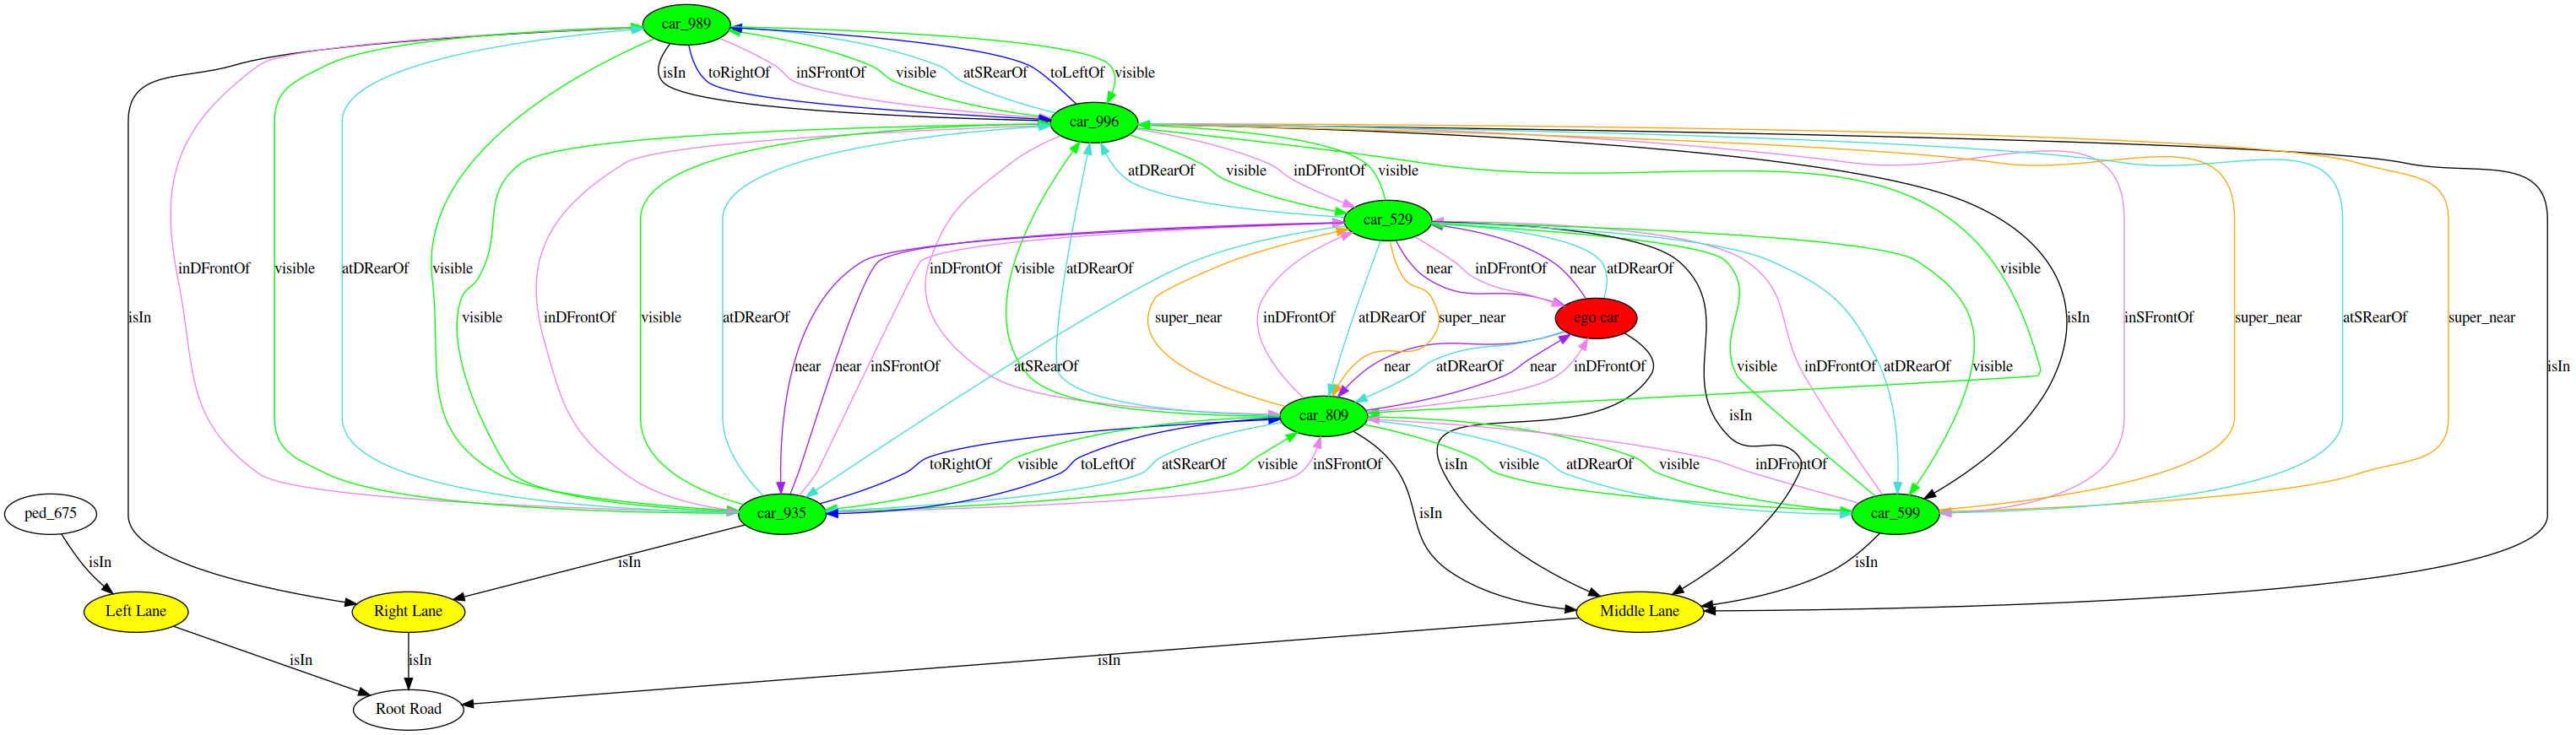 car_989
isIn
toRightOf
inSFrontOf
visible
atSRearOf
toLeftOf
visible
car_996
atDRearOf
visible
inDFrontOf
visible
car_529
inDFrontOf
visible
atDRearOf
visible
inDFrontOf
visible
atDRearOf
near
inDFrontOf
near
atDRearOf
visible
isIn
visible
inDFrontOf
visible
atDRearOf
super_near
inDFrontOf
atDRearOf
super_near
ego car
isIn
inSFrontOf
super_near
atSRearOf
super_near
near
near
inSFrontOf
atSRearOf
near
atDRearOf
near
inDFrontOf
visible
inDFrontOf
atDRearOf
visible
isIn
car_809
isIn
toRightOf
visible
toLeftOf
atSRearOf
visible
inSFrontOf
isIn
visible
atDRearOf
visible
inDFrontOf
ped_675
car_935
isIn
car_599
isIn
isIn
isIn
Left Lane
Right Lane
Middle Lane
isIn
isIn
isIn
Root Road